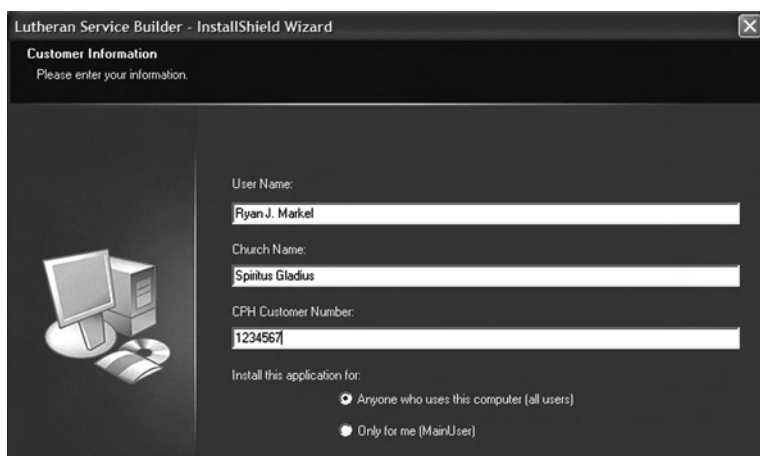 Lutheran Service Builder - InstallShield Wizard
Customer Information
Please enter your information.
User Name:
Ryan J. Markel
Church Name:
Spiritus Gladius
CPH Customer Number:
1234567
Install this application for:
Anyone who uses this computer (all users)
Only for me (MainUser)